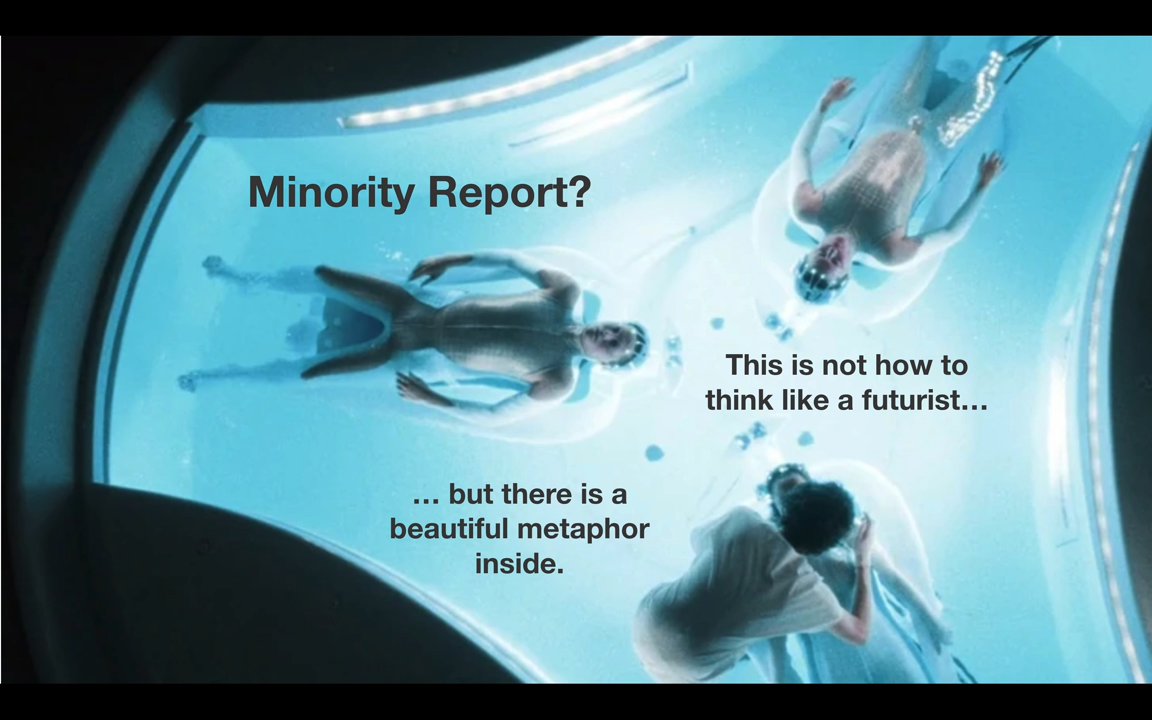 Minority Report?
This is not how to
think like a futurist…
… but there is a
beautiful metaphor
inside.